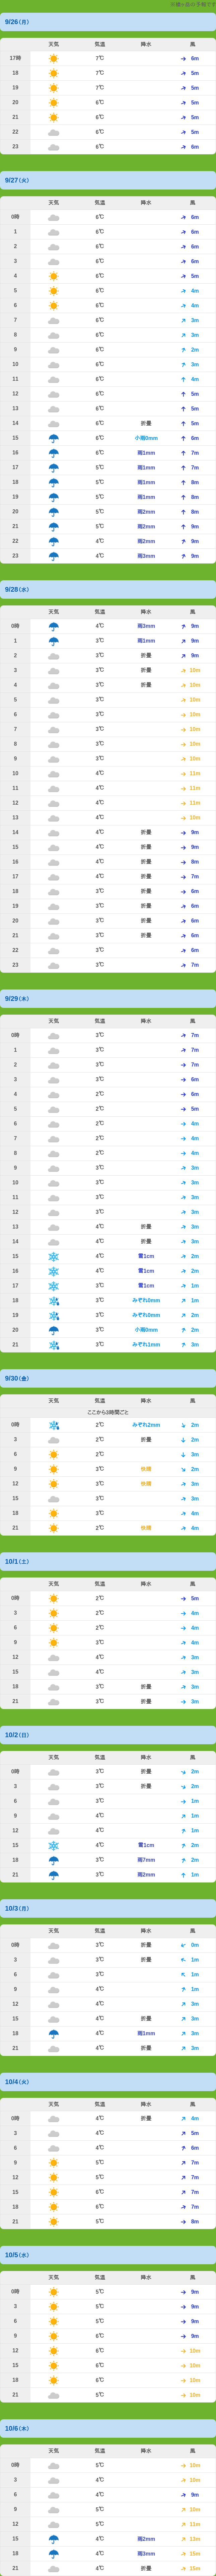 の予報です
9/26(月)
天気 気温 降水 風
17時 7℃ 6m
18 7℃ 5m
19 7℃ 5m
20 6℃ 5m
21 6℃ 5m
22 6℃ 5m
23 6℃ 6m
9/27(火)
天気 気温 降水 風
0時 6℃ 6m
1 6℃ 6m
2 6℃ 6m
3 6℃ 6m
4 6℃ 5m
5 6℃ 4m
6 6℃ 4m
7 6℃ 3m
8 6℃ 3m
9 6℃ 2m
10 6℃ 3m
11 6℃ 4m
12 6℃ 5m
13 6℃ 5m
14 6℃ 折畳 5m
15 6℃ 小雨0mm 6m
16 6℃ 雨1mm 7m
17 5℃ 雨1mm 7m
18 5℃ 雨1mm 8m
19 5℃ 雨1mm 8m
20 5℃ 雨2mm 8m
21 5℃ 雨2mm 9m
22 4℃ 雨2mm 9m
23 4℃ 雨3mm 9m
9/28(水)
天気 気温 降水 風
0時 4℃ 雨3mm 9m
1 4℃ 雨1mm 9m
2 3℃ 折畳 9m
3 3℃ 折畳 10m
4 3℃ 折畳 10m
5 3℃ 10m
6 3℃ 10m
7 3℃ 10m
8 3℃ 10m
9 3℃ 10m
10 4℃ 11m
11 4℃ 11m
12 4℃ 11m
13 4℃ 10m
14 4℃ 折畳 9m
15 4℃ 折畳 9m
16 4℃ 折畳 8m
17 4℃ 折畳 7m
18 3℃ 折畳 6m
19 3℃ 折畳 6m
20 3℃ 折畳 6m
21 3℃ 折畳 6m
22 3℃ 6m
23 3℃ 7m
9/29(木)
天気 気温 降水 風
0時 3℃ 7m
1 3℃ 7m
2 3℃ 7m
3 3℃ 6m
4 2℃ 6m
5 2℃ 5m
6 2℃ 4m
7 2℃ 4m
8 2℃ 4m
9 3℃ 3m
10 3℃ 3m
11 3℃ 3m
12 3℃ 3m
13 4℃ 折畳 3m
14 4℃ 折畳 3m
15 4℃ 雪1cm 2m
16 4℃ 雪1cm 2m
17 3℃ 雪1cm 1m
18 3℃ みぞれ0mm 1m
19 3℃ みぞれ0mm 2m
20 3℃ 小雨0mm 2m
21 3℃ みぞれ1mm 3m
9/30(金)
天気 気温 降水 風
ここから3時間ごと
0時 2℃ みぞれ2mm 2m
3 2℃ 折畳 2m
6 2℃ 3m
9 3℃ 快晴 2m
12 3℃ 快晴 3m
15 3℃ 3m
18 3℃ 4m
21 2℃ 快晴 4m
10/1(土)
天気 気温 降水 風
0時 2℃ 5m
3 2℃ 4m
6 2℃ 4m
9 3℃ 4m
12 4℃ 3m
15 4℃ 3m
18 3℃ 折畳 3m
21 3℃ 折畳 3m
10/2(日)
天気 気温 降水 風
0時 3℃ 折畳 2m
3 3℃ 折畳 2m
6 3℃ 1m
9 4℃ 1m
12 4℃ 1m
15 4℃ 雪1cm 2m
18 3℃ 雨7mm 2m
21 3℃ 雨2mm 1m
10/3(月)
天気 気温 降水 風
0時 3℃ 折畳 0m
3 3℃ 折畳 1m
6 3℃ 1m
9 4℃ 1m
12 4℃ 3m
15 4℃ 折畳 3m
18 4℃ 雨1mm 3m
21 4℃ 折畳 3m
10/4(火)
天気 気温 降水 風
0時 4℃ 折畳 4m
3 4℃ 5m
6 4℃ 6m
9 5℃ 7m
12 5℃ 7m
15 6℃ 7m
18 6℃ 7m
21 5℃ 8m
10/5(水)
天気 気温 降水 風
0時 5℃ 9m
3 5℃ 9m
6 5℃ 9m
9 6℃ 9m
12 6℃ 10m
15 6℃ 10m
18 6℃ 10m
21 5℃ 10m
10/6(木)
天気 気温 降水 風
0時 5℃ 10m
3 4℃ 10m
6 4℃ 9m
9 5℃ 10m
12 5℃ 11m
15 4℃ 雨2mm 13m
18 4℃ 雨3mm 15m
21 4℃ 折畳 15m